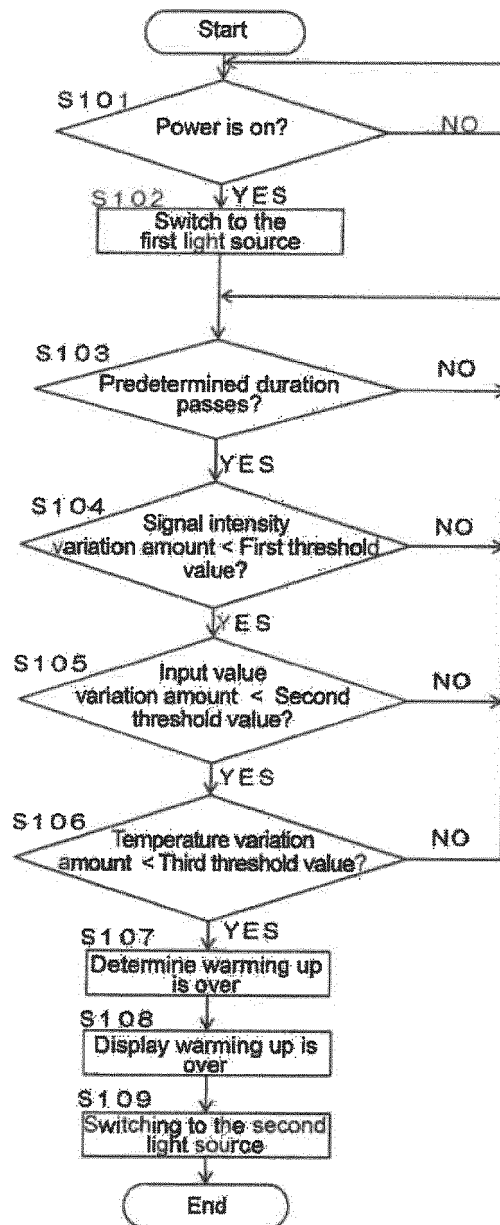 Start
S101
Power is on?
NO
YES
S102
Switch to the
first light source
S103
Predetermined duration
passes?
NO
YES
S104
Signal intensity
variation amount < First threshold
value?
NO
YES
S105
Input value
variation amount < Second
threshold value?
NO
YES
S106
Temperature variation
amount < Third threshold value?
NO
YES
S107
Determine warming up
is over
S108
Display warming up is
over
S109
Switching to the second
light source
End